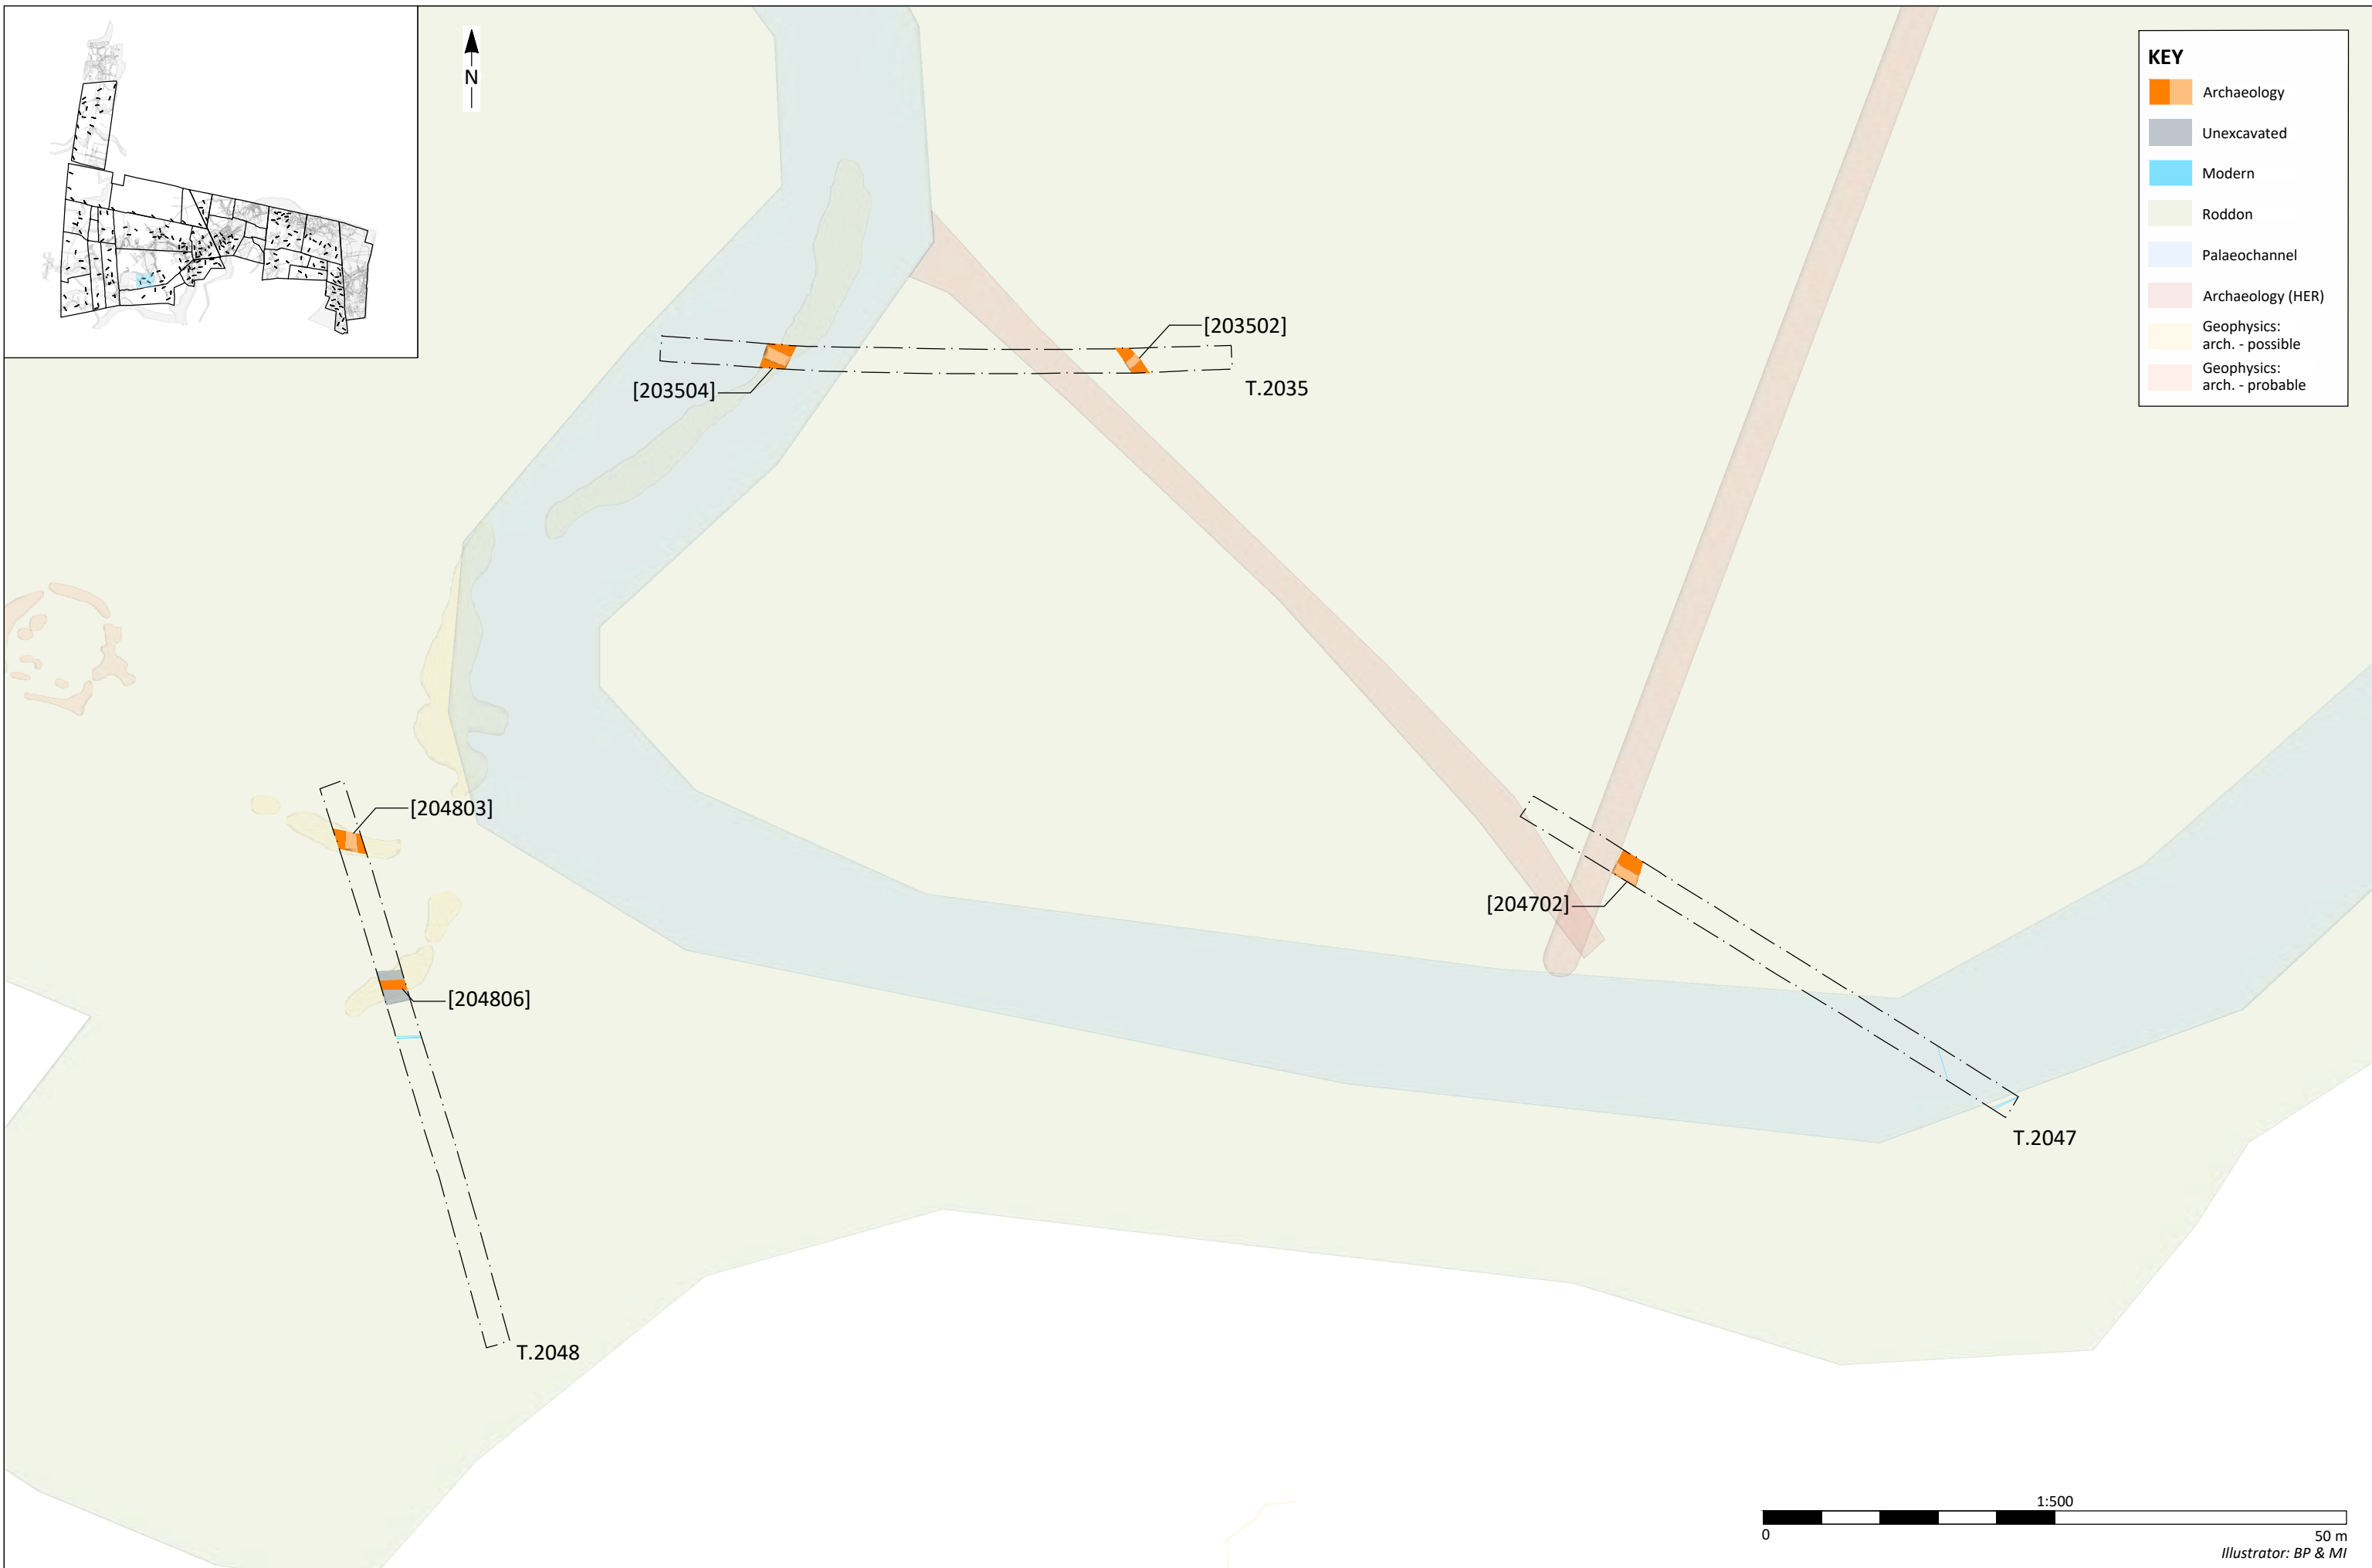 N
KEY
Archaeology
Unexcavated
Modern
Roddon
Palaeochannel
Archaeology (HER)
Geophysics:
arch. - possible
Geophysics:
arch. - probable
[203502]
[203504]
T.2035
[204803]
[204702]
[204806]
T.2047
T.2048
1:500
0
50 m
Illustrator: BP & MI